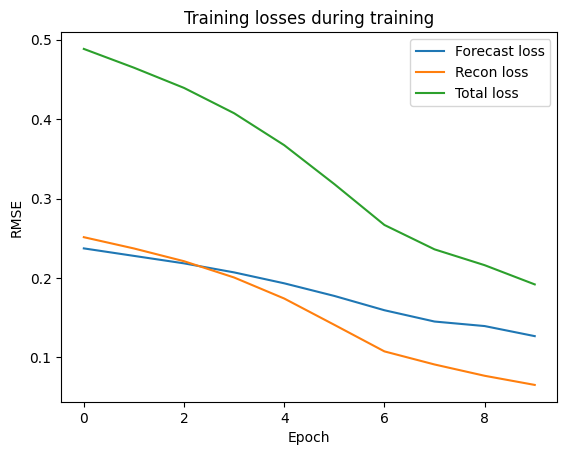 Training losses during training
0.5
0.4
0.3
0.2
0.1
RMSE
Forecast loss
Recon loss
Total loss
0 2 4 6 8
Epoch